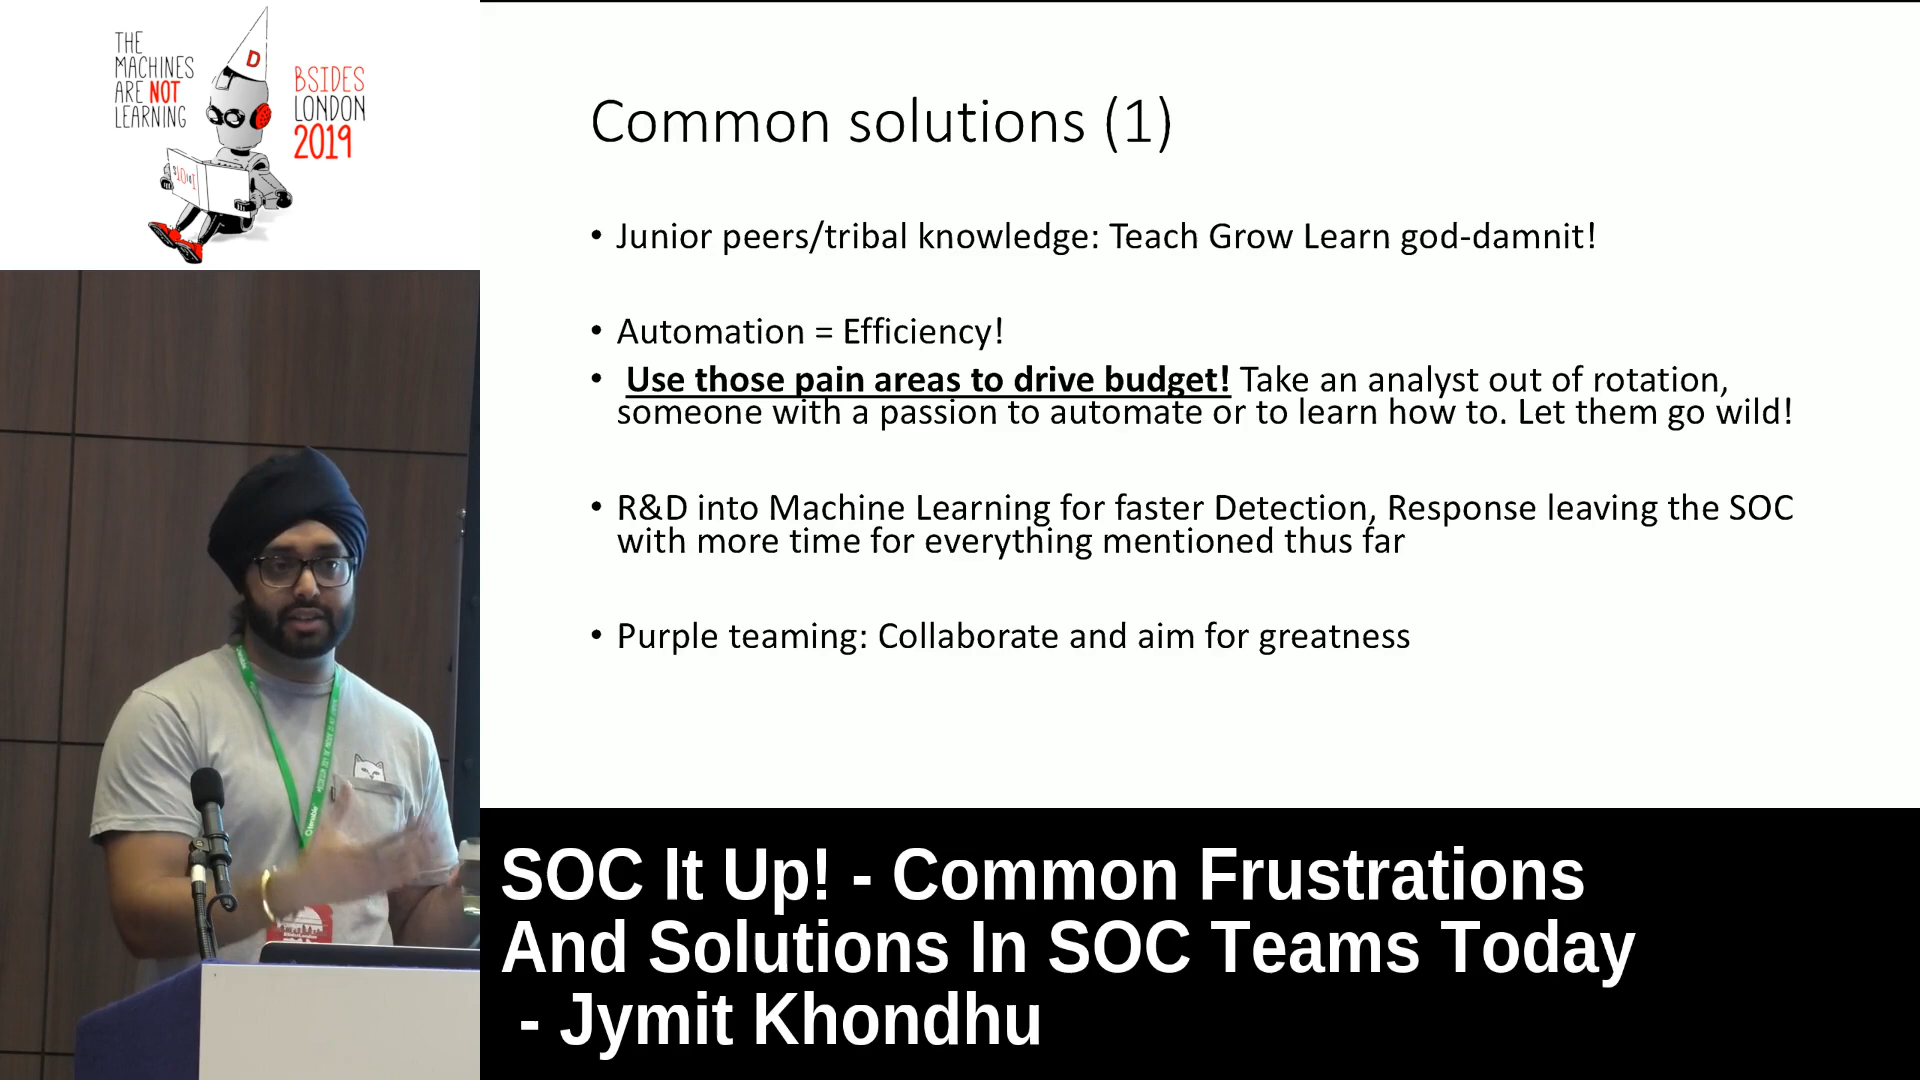 THE
MACHINES
ARE NOT
LEARNING
D
BSIDES
LONDON
2019
Common solutions (1)
• Junior peers/tribal knowledge: Teach Grow Learn god-damnit!
• Automation = Efficiency!
• Use those pain areas to drive budget! Take an analyst out of rotation,
someone with a passion to automate or to learn how to. Let them go wild!
• R&D into Machine Learning for faster Detection, Response leaving the SOC
with more time for everything mentioned thus far
• Purple teaming: Collaborate and aim for greatness
tenable
SOC It Up! - Common Frustrations
And Solutions In SOC Teams Today
- Jymit Khondhu